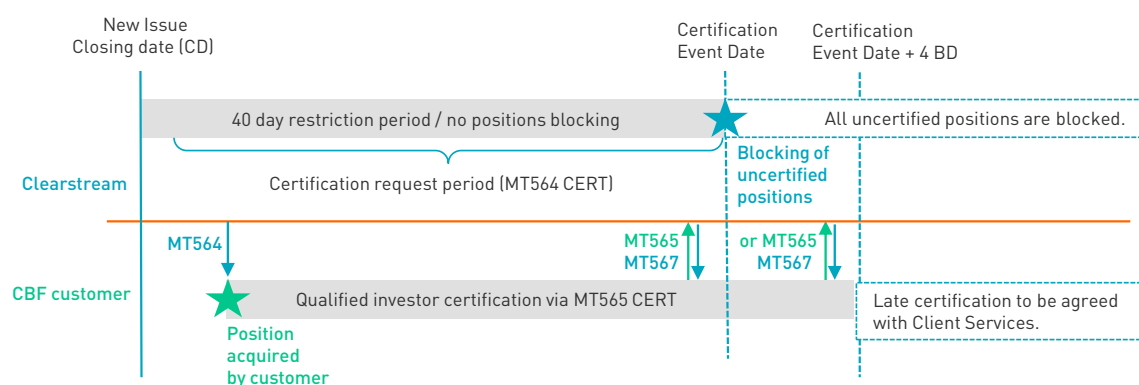 New Issue
Closing date (CD)
Certification
Event Date
Certification
Event Date + 4 BD
40 day restriction period / no positions blocking
All uncertified positions are blocked.
Clearstream
Certification request period (MT564 CERT)
Blocking of
uncertified
positions
MT564
MT565
MT567
or MT565
MT567
CBF customer
Qualified investor certification via MT565 CERT
Late certification to be agreed
with Client Services.
Position
acquired
by customer